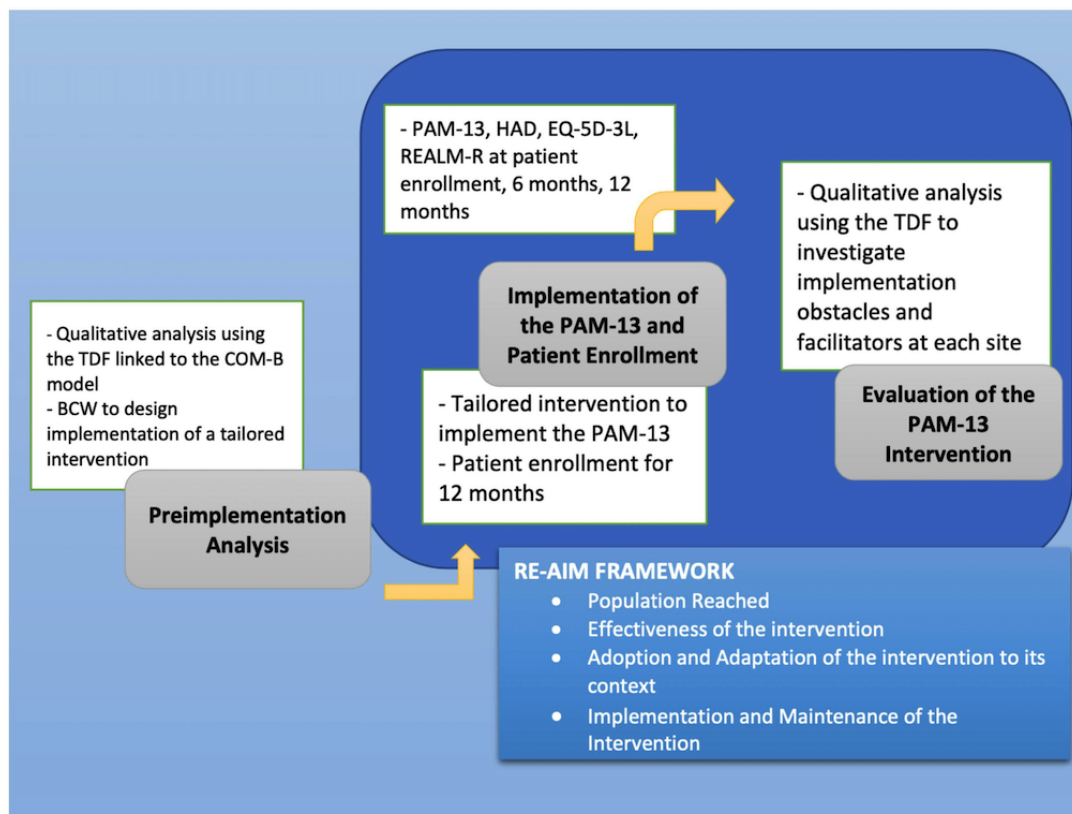 - Qualitative analysis using
the TDF linked to the COM-B
model
- BCW to design
implementation of a tailored
intervention
Preimplementation
Analysis
- PAM-13, HAD, EQ-5D-3L,
REALM-R at patient
enrollment, 6 months, 12
months
Implementation of
the PAM-13 and
Patient Enrollment
- Tailored intervention to
implement the PAM-13
- Patient enrollment for
12 months
- Qualitative analysis
using the TDF to
investigate
implementation
obstacles and
facilitators at each site
Evaluation of the
PAM-13
Intervention
RE-AIM FRAMEWORK
• Population Reached
• Effectiveness of the intervention
• Adoption and Adaptation of the intervention to its
context
• Implementation and Maintenance of the
Intervention